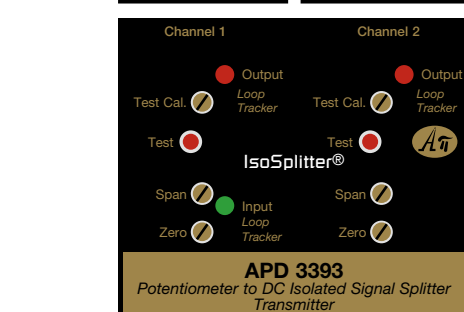 Channel 1
Channel 2
Output
Loop
Tracker
Output
Loop
Tracker
Test Cal.
Test Cal.
Test
Test
IsoSplitter®
Span
Span
Input
Loop
Tracker
Zero
Zero
APD 3393
Potentiometer to DC Isolated Signal Splitter
Transmitter